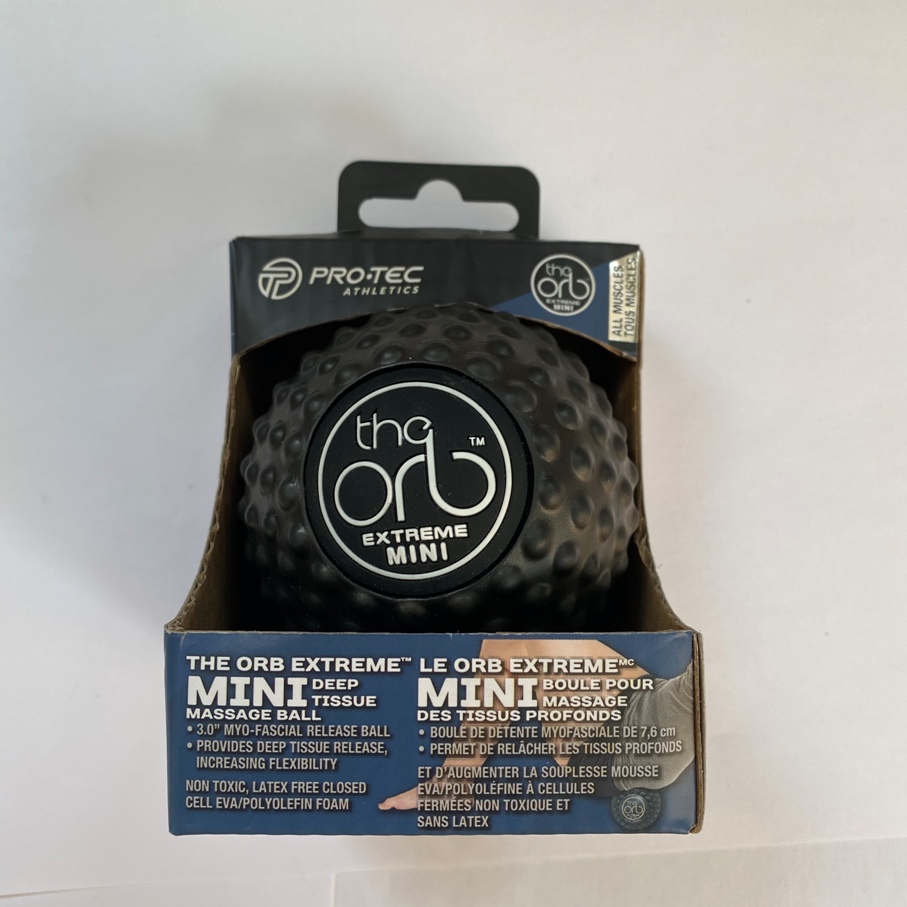 PRO•TEC
ATHLETICS
the
orb
EXTREME
MINI
ALL MUSCLES
TOUS MUSCLES
the
orb™
EXTREME
MINI
THE ORB EXTREME™
MINI DEEP TISSUE
MASSAGE BALL
• 3.0" MYO-FASCIAL RELEASE BALL
• PROVIDES DEEP TISSUE RELEASE,
INCREASING FLEXIBILITY
NON TOXIC, LATEX FREE CLOSED
CELL EVA/POLYOLEFIN FOAM
LE ORB EXTREMEᴹᶜ
MINI BOULE POUR MASSAGE
DES TISSUS PROFONDS
• BOULE DE DÉTENTE MYOFASCIALE DE 7,6 cm
• PERMET DE RELÂCHER LES TISSUS PROFONDS
ET D'AUGMENTER LA SOUPLESSE MOUSSE
EVA/POLYOLÉFINE À CELLULES
FERMÉES NON TOXIQUE ET
SANS LATEX
the
orb